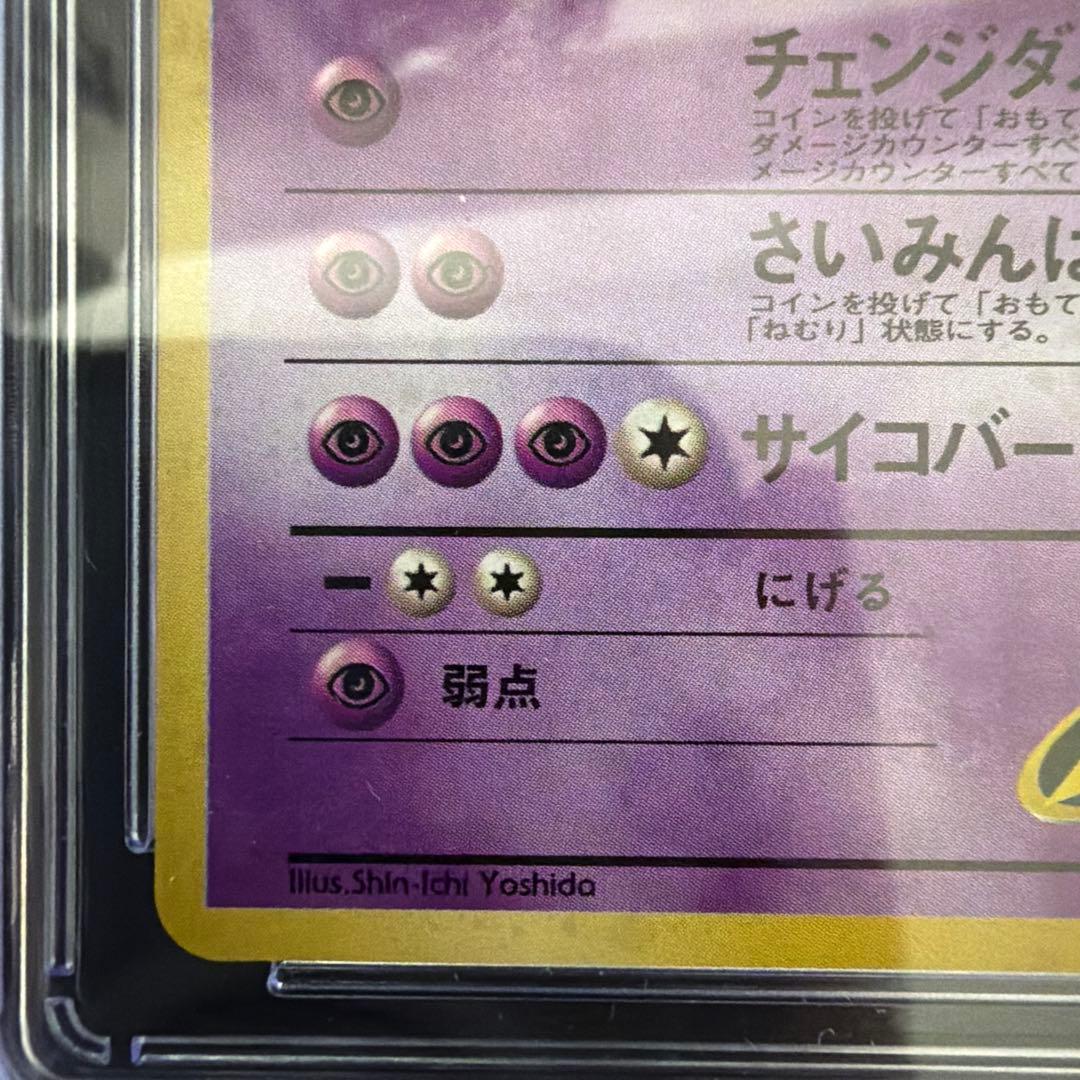 チェンジダメ
コインを投げて「おもて
ダメージカウンターすべ
メージカウンターすべて
さいみんは
コインを投げて「おもて
「ねむり」状態にする。
サイコバー
にげる
弱点
Illus.Shin-Ichi Yoshida